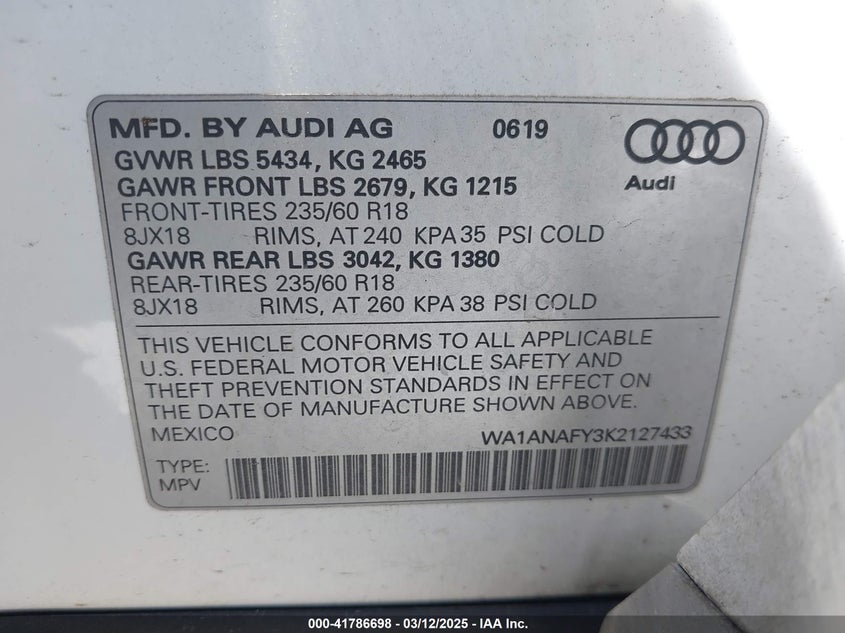 MFD. BY AUDI AG 0619
GVWR LBS 5434, KG 2465
GAWR FRONT LBS 2679, KG 1215
Audi
FRONT-TIRES 235/60 R18
8JX18 RIMS, AT 240 KPA 35 PSI COLD
GAWR REAR LBS 3042, KG 1380
REAR-TIRES 235/60 R18
8JX18 RIMS, AT 260 KPA 38 PSI COLD
THIS VEHICLE CONFORMS TO ALL APPLICABLE
U.S. FEDERAL MOTOR VEHICLE SAFETY AND
THEFT PREVENTION STANDARDS IN EFFECT ON
THE DATE OF MANUFACTURE SHOWN ABOVE.
MEXICO WA1ANAFY3K2127433
TYPE:
MPV
000-41786698 - 03/12/2025 - IAA Inc.